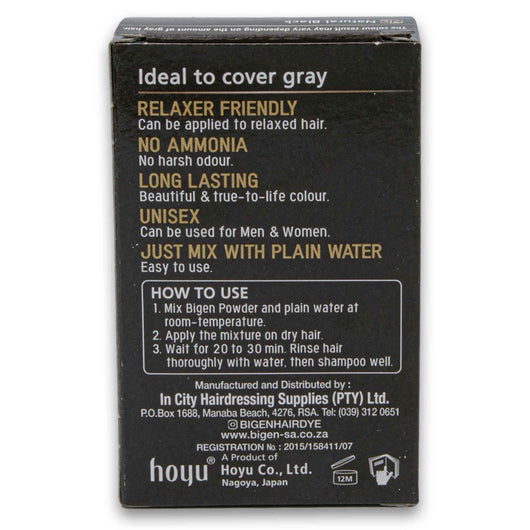 Natural Black
The colour result may vary depending on the amount of gray hair.
Ideal to cover gray
RELAXER FRIENDLY
Can be applied to relaxed hair.
NO AMMONIA
No harsh odour.
LONG LASTING
Beautiful & true-to-life colour.
UNISEX
Can be used for Men & Women.
JUST MIX WITH PLAIN WATER
Easy to use.
HOW TO USE
1. Mix Bigen Powder and plain water at
room-temperature.
2. Apply the mixture on dry hair.
3. Wait for 20 to 30 min. Rinse hair
thoroughly with water, then shampoo well.
Manufactured and Distributed by :
In City Hairdressing Supplies (PTY) Ltd.
P.O.Box 1688, Manaba Beach, 4276, RSA. Tel: (039) 312 0651
BIGENHAIRDYE
www.bigen-sa.co.za
REGISTRATION No : 2015/158411/07
A Product of
hoyu® Hoyu Co., Ltd.
Nagoya, Japan
12M